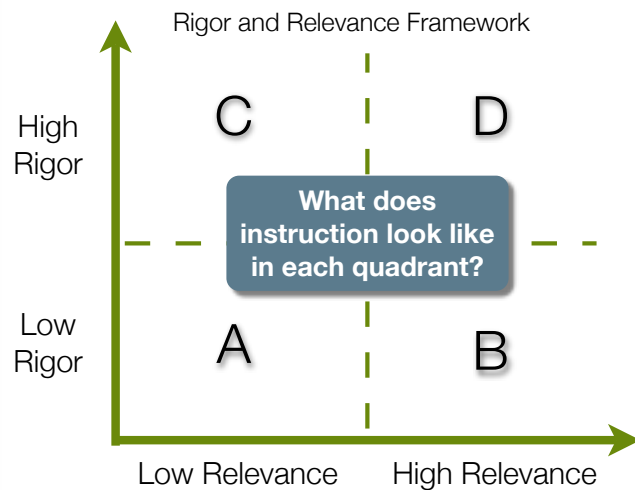 Rigor and Relevance Framework
C
D
High
Rigor
What does
instruction look like
in each quadrant?
Low
Rigor
A
B
Low Relevance
High Relevance